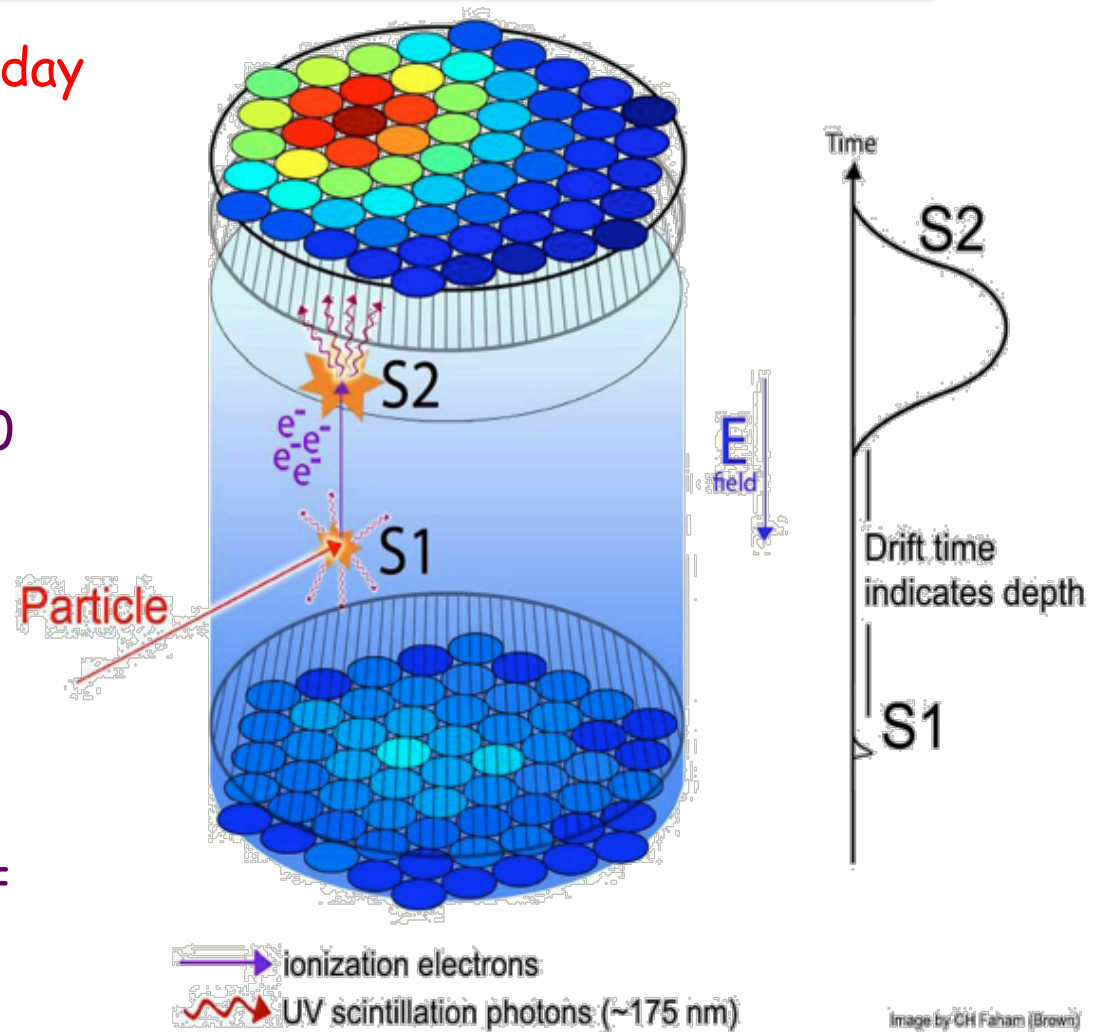 day
Time
S2
S2
e-
e-
e-
e-
E
field
0
S1
Drift time
indicates depth
Particle
S1
=
ionization electrons
UV scintillation photons (~175 nm)
Image by CH Faham (Brown)